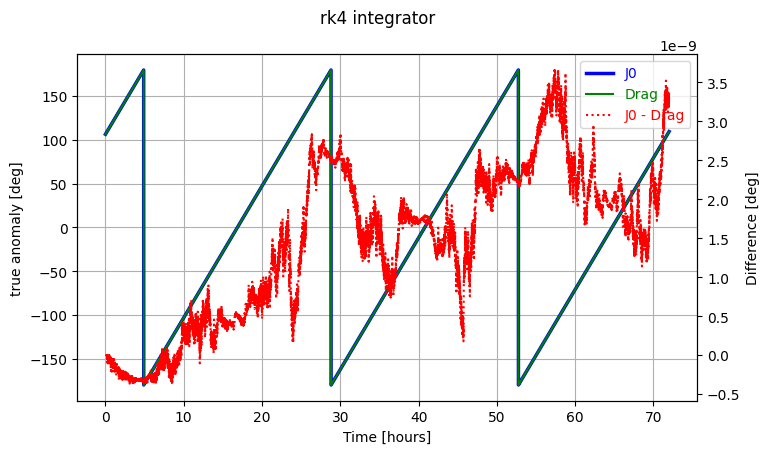 rk4 integrator
1e−9
J0
Drag
J0 - Drag
150
100
50
0
−50
−100
−150
true anomaly [deg]
3.5
3.0
2.5
2.0
1.5
1.0
0.5
0.0
−0.5
Difference [deg]
0 10 20 30 40 50 60 70
Time [hours]